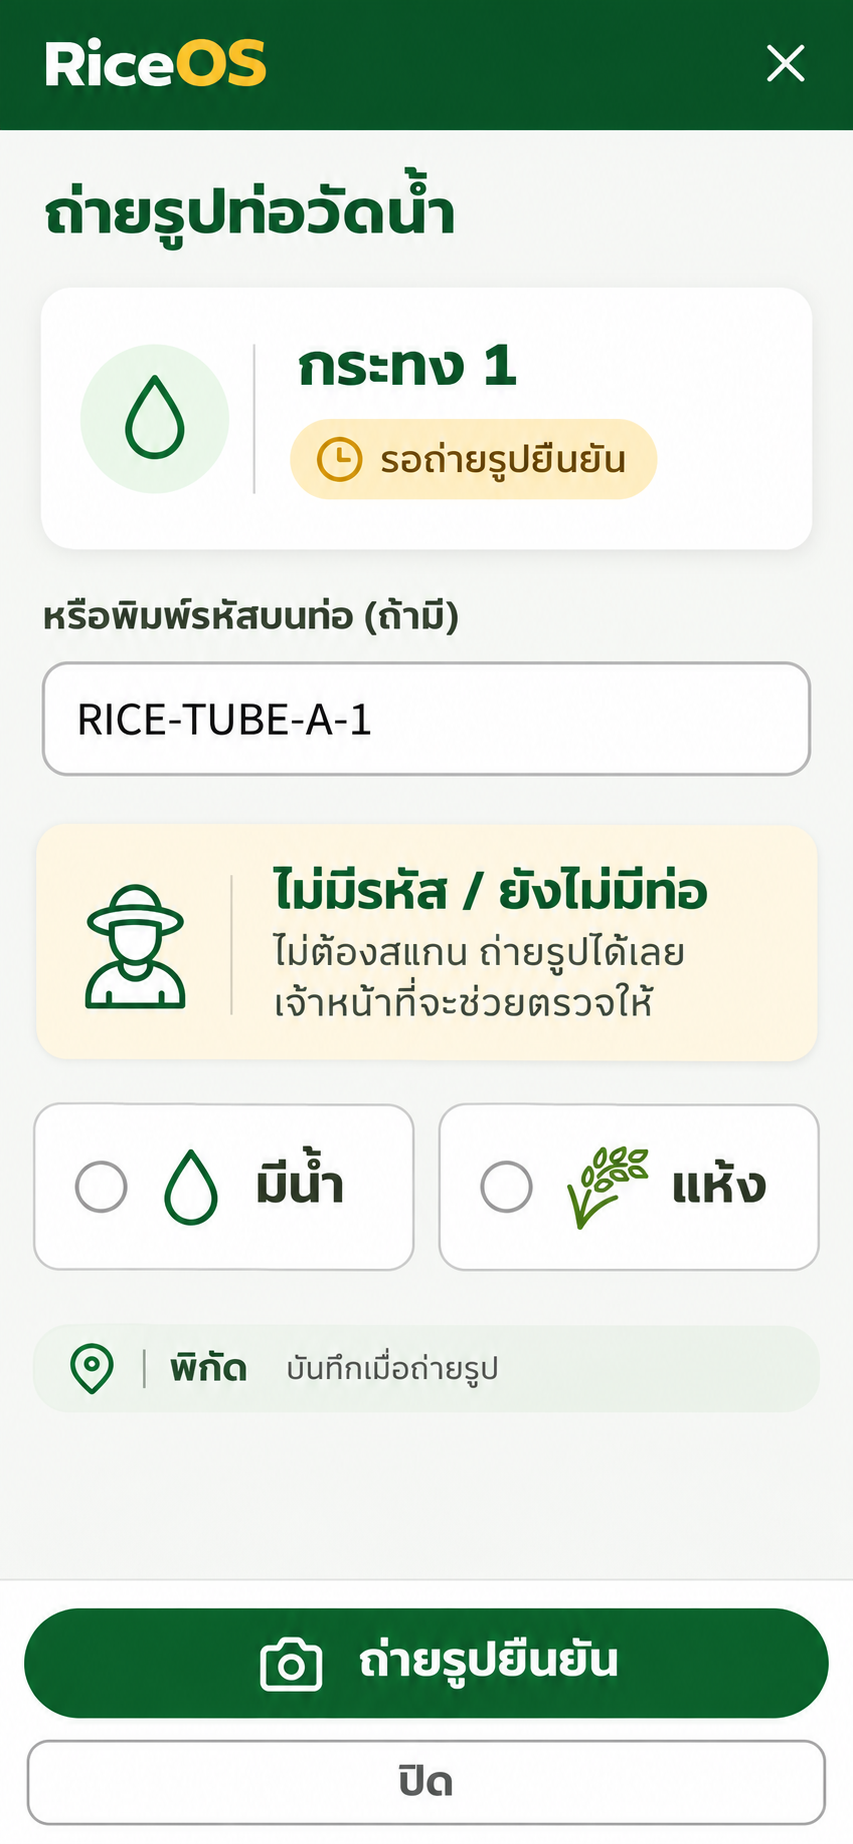 RiceOS
ถ่ายรูปท่อวัดน้ำ
กระทง 1
รอถ่ายรูปยืนยัน
หรือพิมพ์รหัสบนท่อ (ถ้ามี)
RICE-TUBE-A-1
ไม่มีรหัส / ยังไม่มีท่อ
ไม่ต้องสแกน ถ่ายรูปได้เลย
เจ้าหน้าที่จะช่วยตรวจให้
มีน้ำ
แห้ง
พิกัด บันทึกเมื่อถ่ายรูป
ถ่ายรูปยืนยัน
ปิด